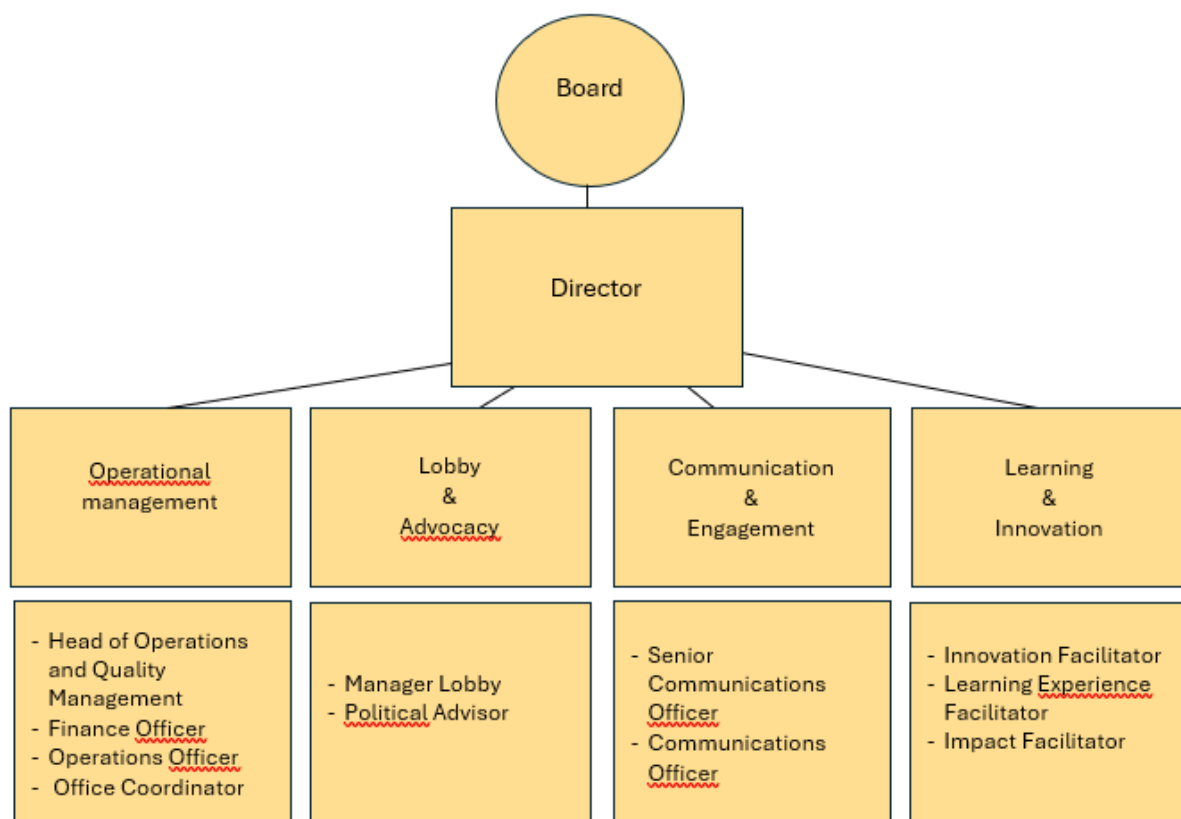 Board
Director
Operational
management
Lobby
&
Advocacy
Communication
&
Engagement
Learning
&
Innovation
- Head of Operations
and Quality
Management
- Finance Officer
- Operations Officer
- Office Coordinator
- Manager Lobby
- Political Advisor
- Senior
Communications
Officer
- Communications
Officer
- Innovation Facilitator
- Learning Experience
Facilitator
- Impact Facilitator